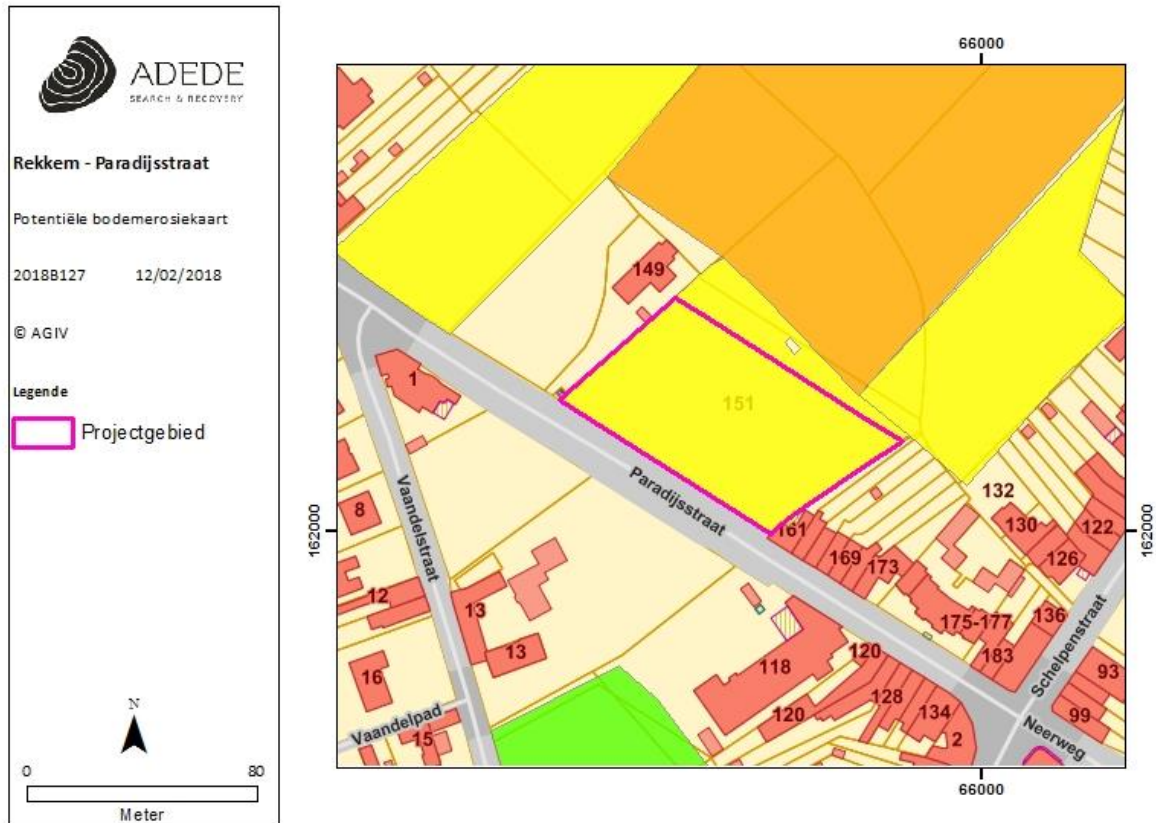 ADEDE
SEARCH & RECOVERY
Rekkem - Paradijsstraat
Potentiële bodemerosiekaart
2018B127 12/02/2018
© AGIV
Legende
Projectgebied
N
0 80
Meter
66000
149
1
151
162000
162000
Paradijsstraat
Vaandelstraat
8
132
130
122
161
126
169
173
12
13
175-177
136
Schelpenstraat
13
183
16
118
120
93
128
134
99
120
2
Neerweg
Vaandelpad
15
66000